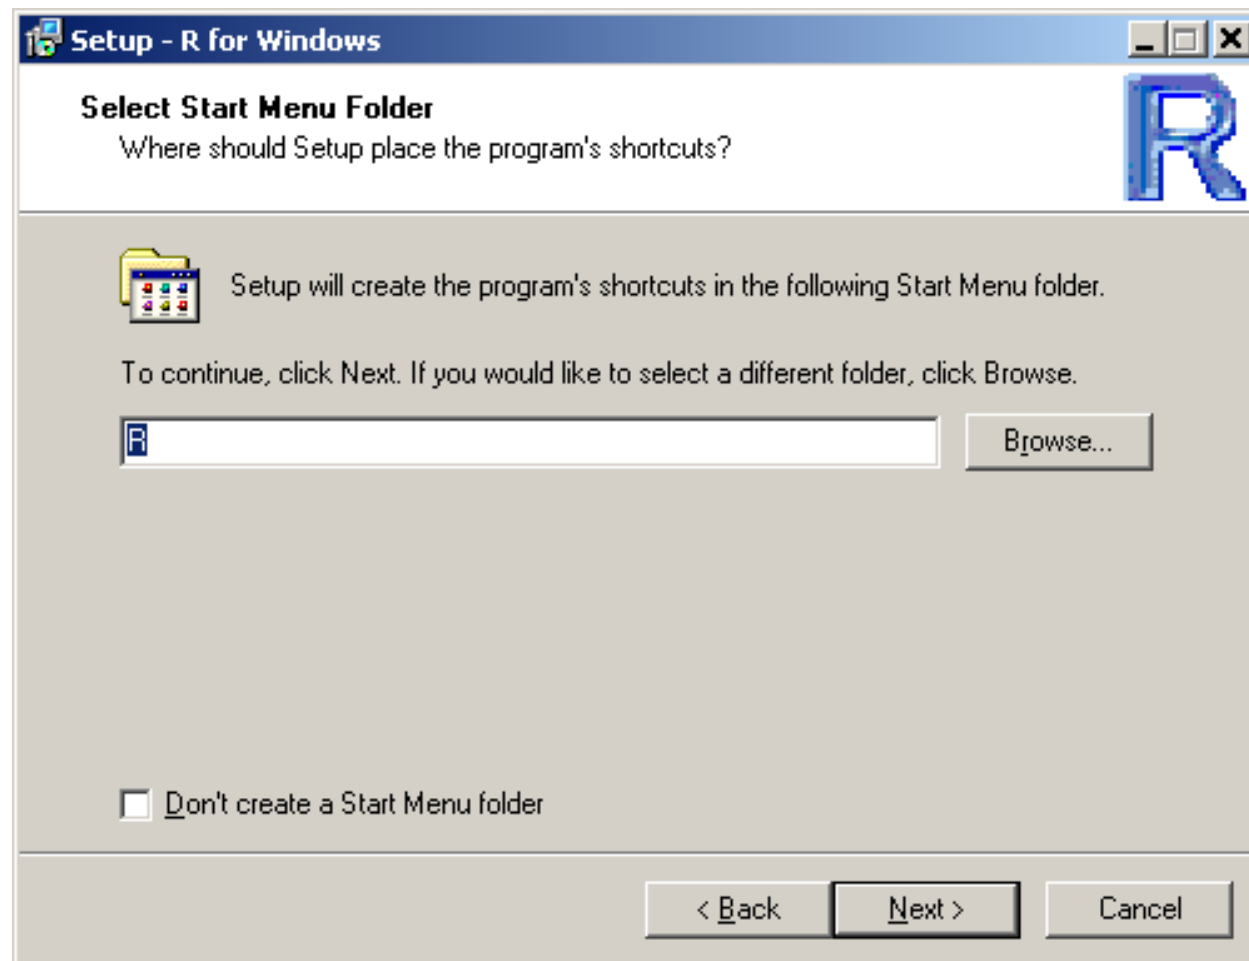 Setup - R for Windows
Select Start Menu Folder
Where should Setup place the program's shortcuts?
R
Setup will create the program's shortcuts in the following Start Menu folder.
To continue, click Next. If you would like to select a different folder, click Browse.
R
Browse...
Don't create a Start Menu folder
< Back
Next >
Cancel